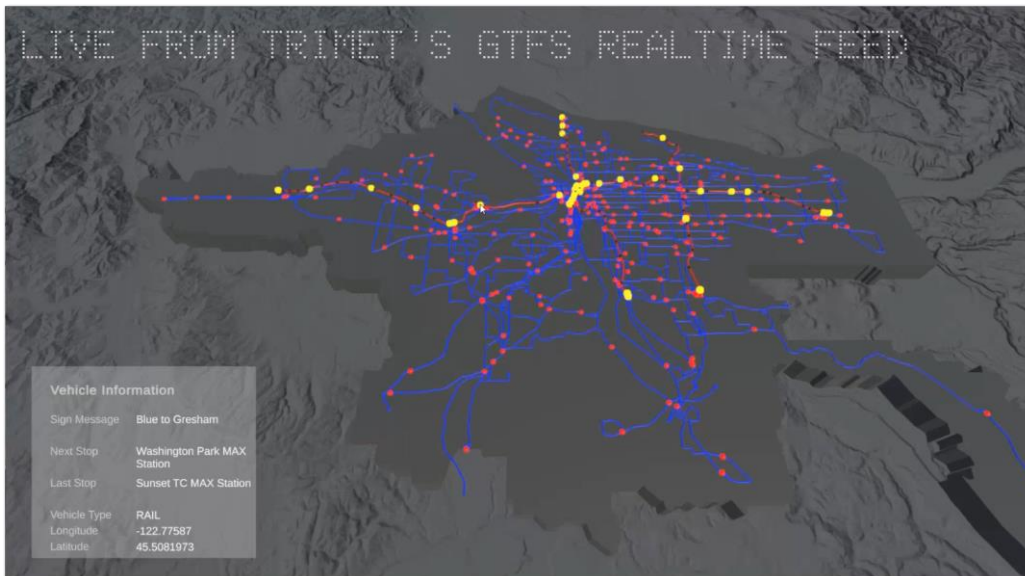 LIVE FROM TRIMET'S GTFS REALTIME FEED
Vehicle Information
Sign Message Blue to Gresham
Next Stop Washington Park MAX
Station
Last Stop Sunset TC MAX Station
Vehicle Type RAIL
Longitude -122.77587
Latitude 45.5081973